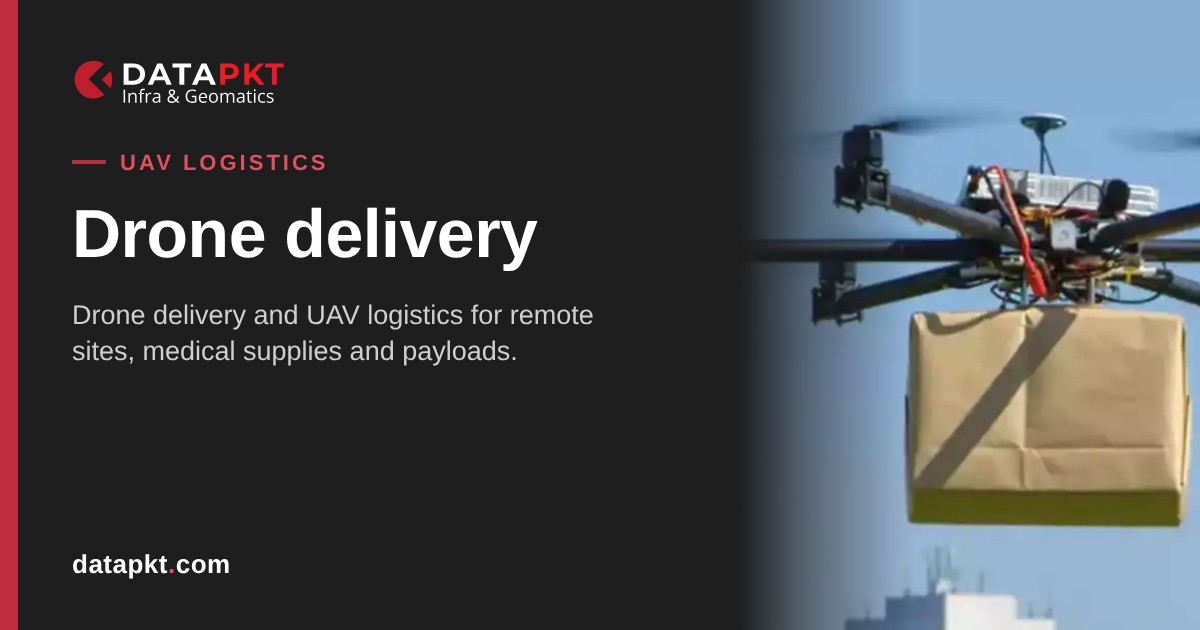 DATAPKT
Infra & Geomatics
UAV LOGISTICS
Drone delivery
Drone delivery and UAV logistics for remote
sites, medical supplies and payloads.
datapkt.com